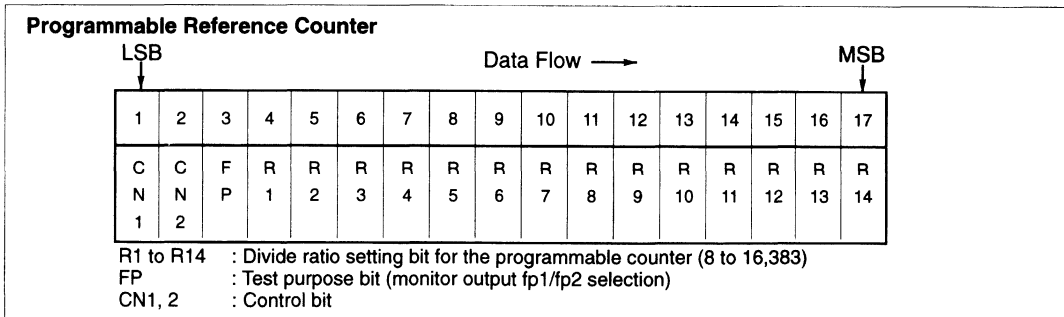 Programmable Reference Counter
LSB Data Flow MSB
1 2 3 4 5 6 7 8 9 10 11 12 13 14 15 16 17
C C F R R R R R R R R R R R R R R
N N P 1 2 3 4 5 6 7 8 9 10 11 12 13 14
1 2
R1 to R14 : Divide ratio setting bit for the programmable counter (8 to 16,383)
FP : Test purpose bit (monitor output fp1/fp2 selection)
CN1, 2 : Control bit